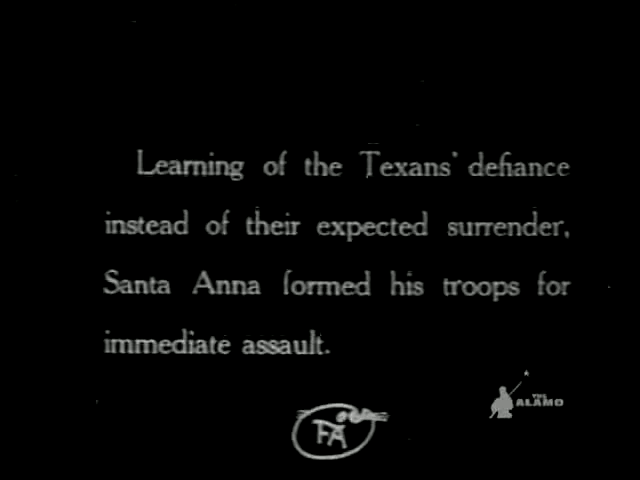 Learning of the Texans' defiance
instead of their expected surrender,
Santa Anna formed his troops for
immediate assault.
THE
ALAMO
FA